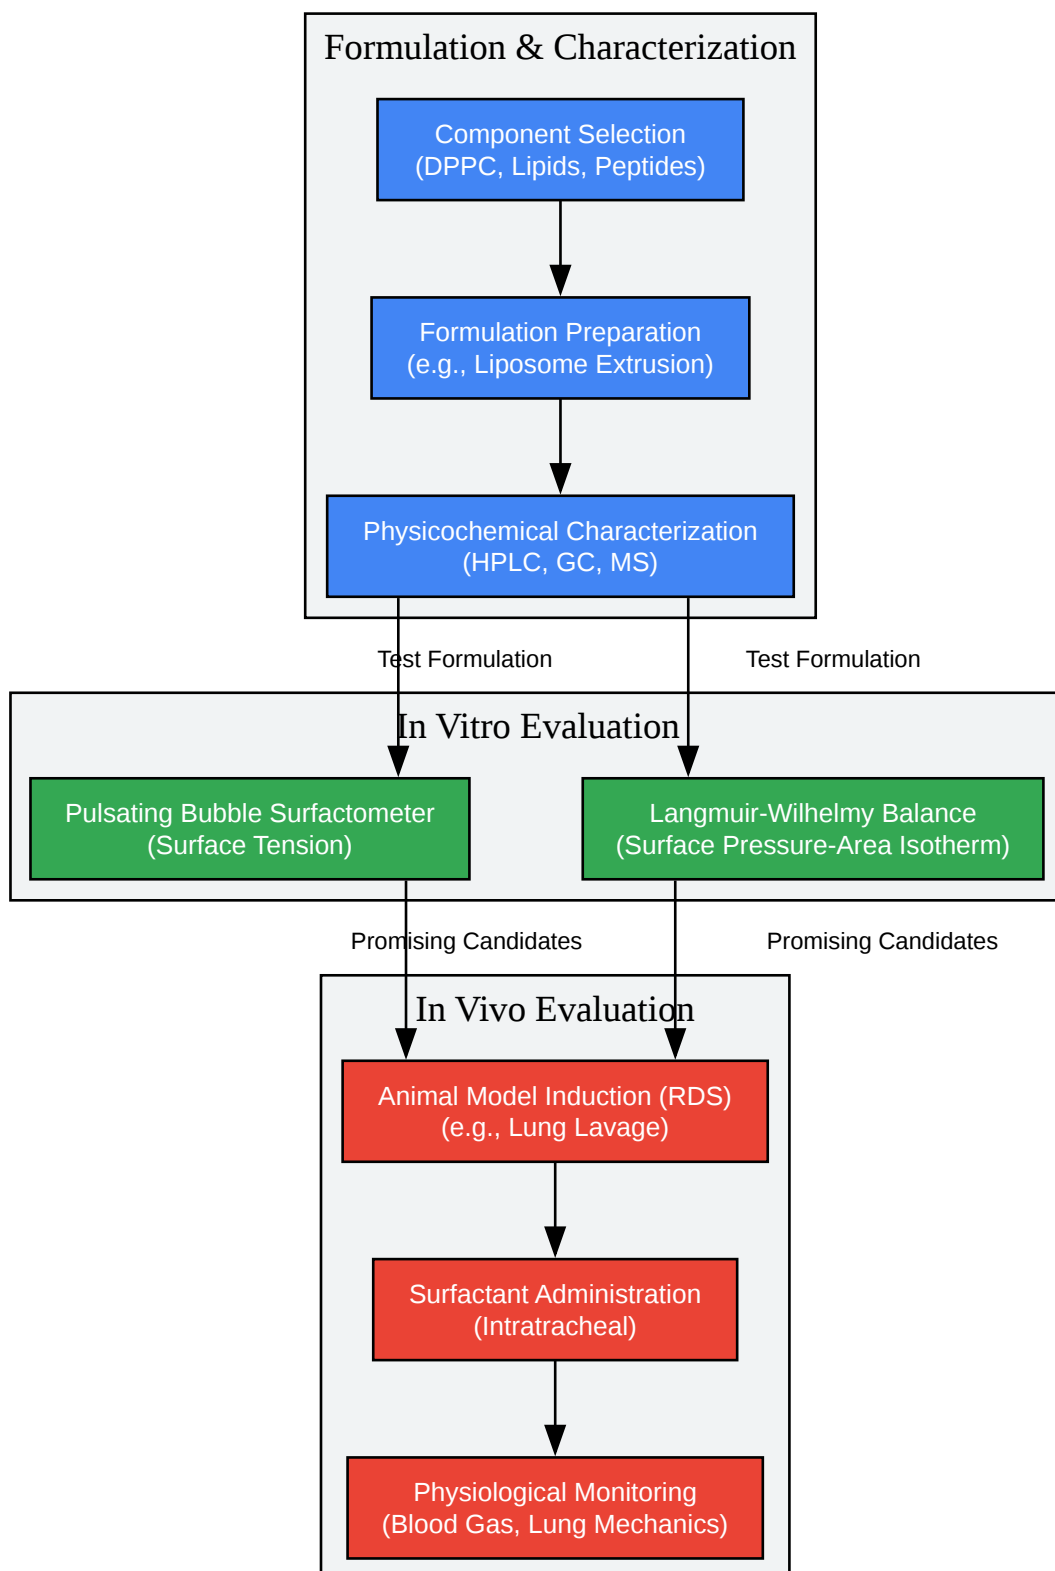 Formulation & Characterization
Component Selection
(DPPC, Lipids, Peptides)
Formulation Preparation
(e.g., Liposome Extrusion)
Physicochemical Characterization
(HPLC, GC, MS)
Test Formulation
Test Formulation
In Vitro Evaluation
Pulsating Bubble Surfactometer
(Surface Tension)
Langmuir-Wilhelmy Balance
(Surface Pressure-Area Isotherm)
Promising Candidates
Promising Candidates
In Vivo Evaluation
Animal Model Induction (RDS)
(e.g., Lung Lavage)
Surfactant Administration
(Intratracheal)
Physiological Monitoring
(Blood Gas, Lung Mechanics)